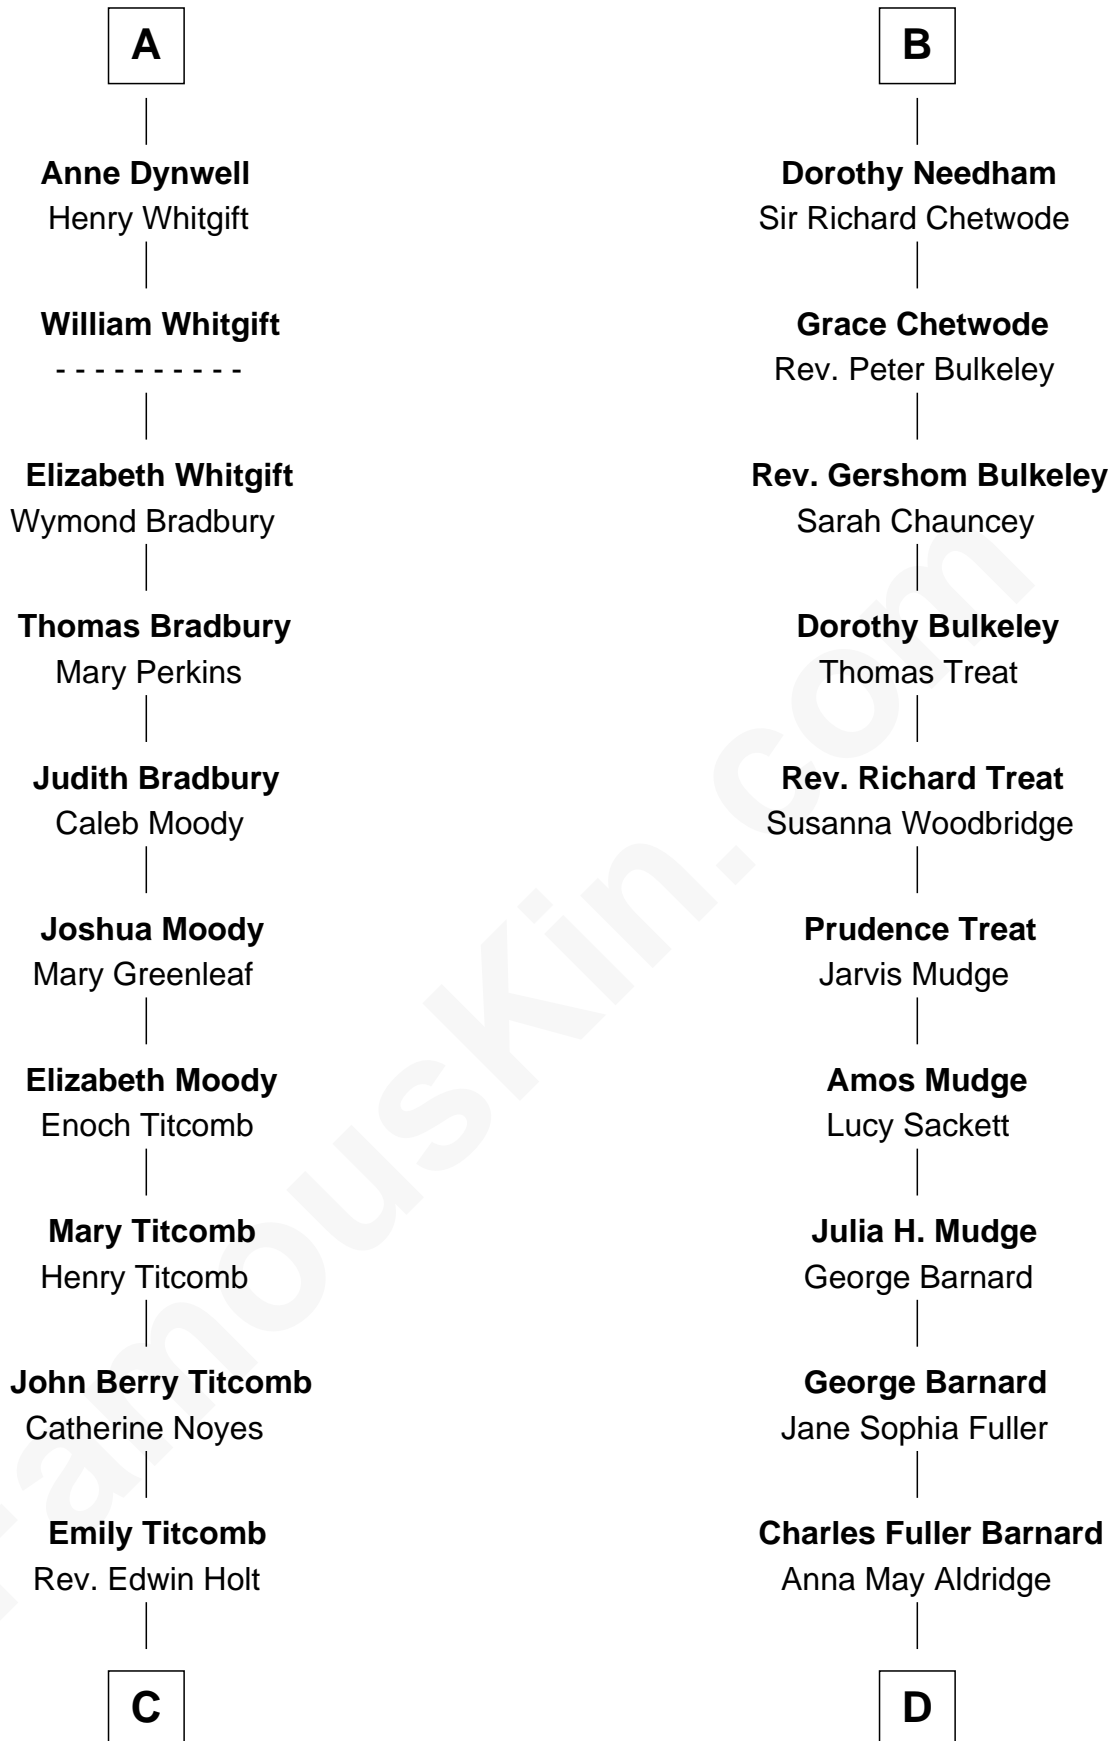 A
Anne Dynwell
Henry Whitgift
William Whitgift
- - - - - - - - - -
Elizabeth Whitgift
Wymond Bradbury
Thomas Bradbury
Mary Perkins
Judith Bradbury
Caleb Moody
Joshua Moody
Mary Greenleaf
Elizabeth Moody
Enoch Titcomb
Mary Titcomb
Henry Titcomb
John Berry Titcomb
Catherine Noyes
Emily Titcomb
Rev. Edwin Holt
C
B
Dorothy Needham
Sir Richard Chetwode
Grace Chetwode
Rev. Peter Bulkeley
Rev. Gershom Bulkeley
Sarah Chauncey
Dorothy Bulkeley
Thomas Treat
Rev. Richard Treat
Susanna Woodbridge
Prudence Treat
Jarvis Mudge
Amos Mudge
Lucy Sackett
Julia H. Mudge
George Barnard
George Barnard
Jane Sophia Fuller
Charles Fuller Barnard
Anna May Aldridge
D
FamousKin.com